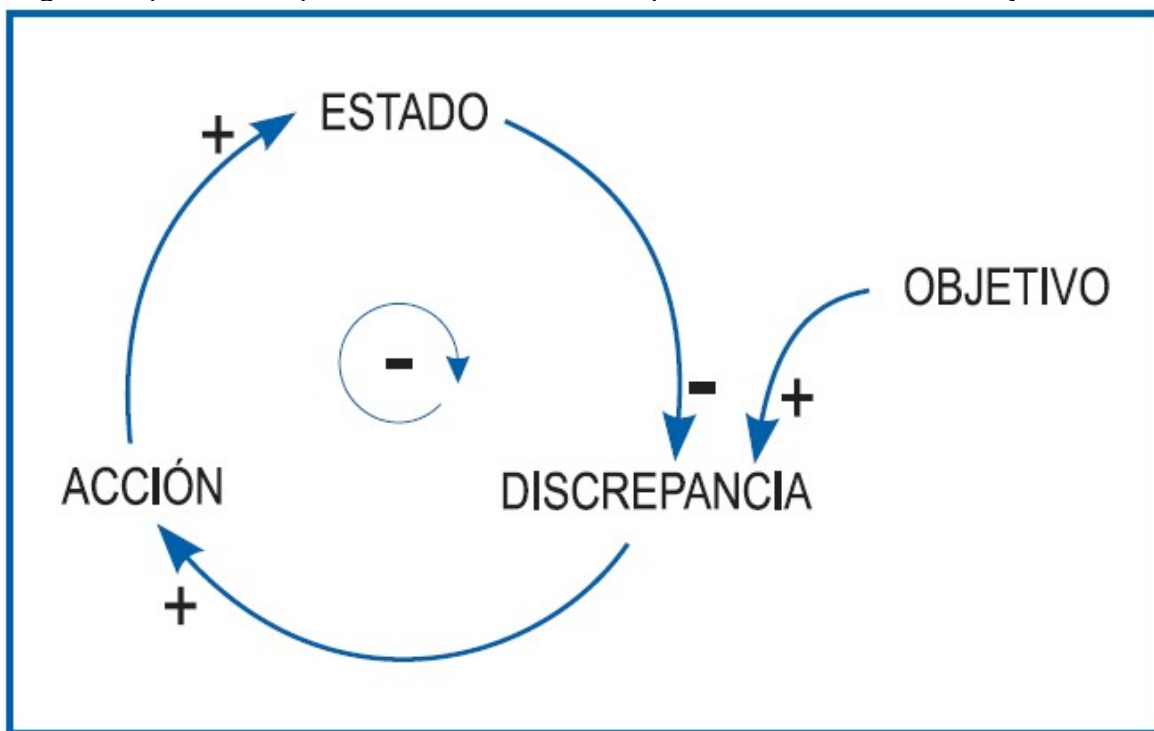 +
ESTADO
OBJETIVO
-
-
+
ACCIÓN
DISCREPANCIA
+